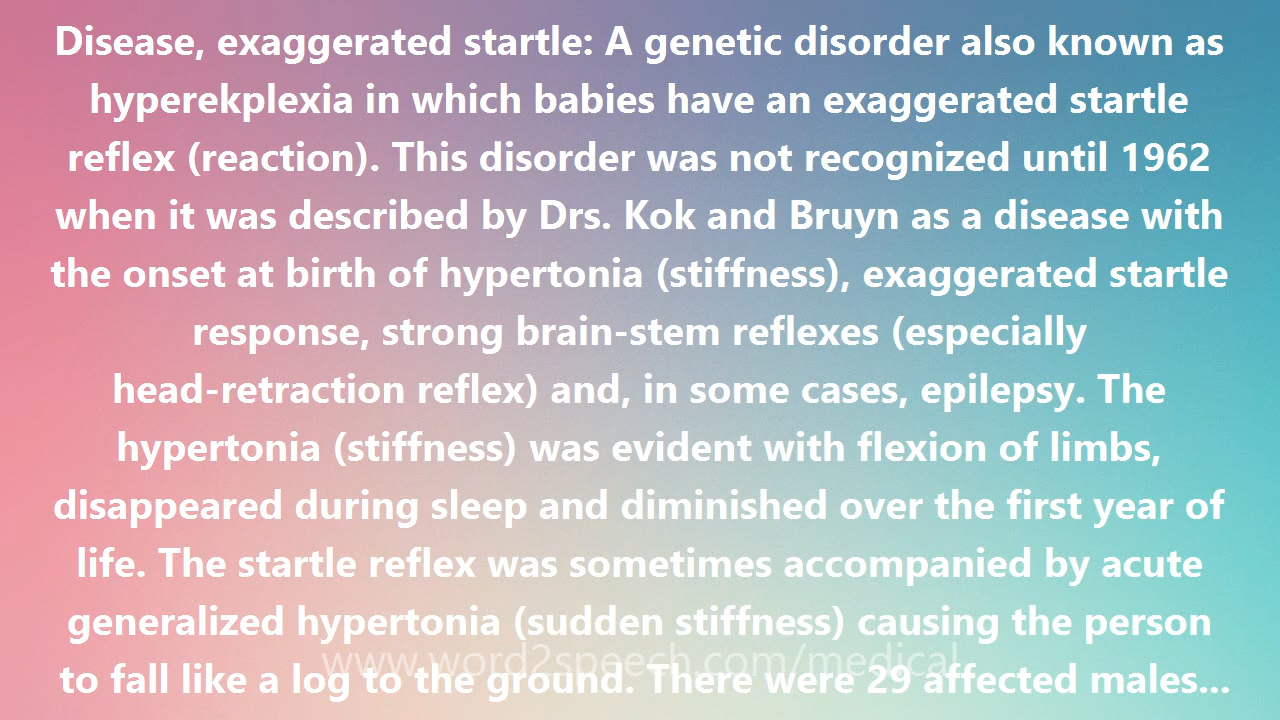 Disease, exaggerated startle: A genetic disorder also known as
hyperekplexia in which babies have an exaggerated startle
reflex (reaction). This disorder was not recognized until 1962
when it was described by Drs. Kok and Bruyn as a disease with
the onset at birth of hypertonia (stiffness), exaggerated startle
response, strong brain-stem reflexes (especially
head-retraction reflex) and, in some cases, epilepsy. The
hypertonia (stiffness) was evident with flexion of limbs,
disappeared during sleep and diminished over the first year of
life. The startle reflex was sometimes accompanied by acute
generalized hypertonia (sudden stiffness) causing the person
www.word2speech.com/medical
to fall like a log to the ground. There were 29 affected males...